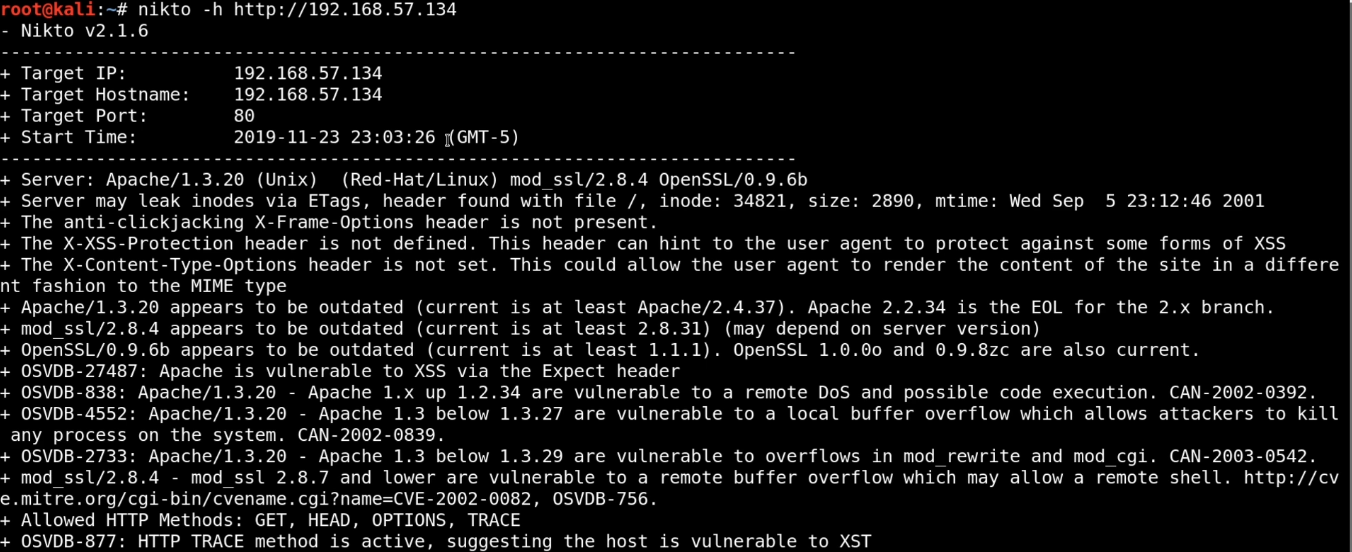 root@kali:~# nikto -h http://192.168.57.134
- Nikto v2.1.6
---------------------------------------------------------------------------
+ Target IP:          192.168.57.134
+ Target Hostname:    192.168.57.134
+ Target Port:        80
+ Start Time:         2019-11-23 23:03:26 (GMT-5)
---------------------------------------------------------------------------
+ Server: Apache/1.3.20 (Unix)  (Red-Hat/Linux) mod_ssl/2.8.4 OpenSSL/0.9.6b
+ Server may leak inodes via ETags, header found with file /, inode: 34821, size: 2890, mtime: Wed Sep  5 23:12:46 2001
+ The anti-clickjacking X-Frame-Options header is not present.
+ The X-XSS-Protection header is not defined. This header can hint to the user agent to protect against some forms of XSS
+ The X-Content-Type-Options header is not set. This could allow the user agent to render the content of the site in a differe
nt fashion to the MIME type
+ Apache/1.3.20 appears to be outdated (current is at least Apache/2.4.37). Apache 2.2.34 is the EOL for the 2.x branch.
+ mod_ssl/2.8.4 appears to be outdated (current is at least 2.8.31) (may depend on server version)
+ OpenSSL/0.9.6b appears to be outdated (current is at least 1.1.1). OpenSSL 1.0.0o and 0.9.8zc are also current.
+ OSVDB-27487: Apache is vulnerable to XSS via the Expect header
+ OSVDB-838: Apache/1.3.20 - Apache 1.x up 1.2.34 are vulnerable to a remote DoS and possible code execution. CAN-2002-0392.
+ OSVDB-4552: Apache/1.3.20 - Apache 1.3 below 1.3.27 are vulnerable to a local buffer overflow which allows attackers to kill
 any process on the system. CAN-2002-0839.
+ OSVDB-2733: Apache/1.3.20 - Apache 1.3 below 1.3.29 are vulnerable to overflows in mod_rewrite and mod_cgi. CAN-2003-0542.
+ mod_ssl/2.8.4 - mod_ssl 2.8.7 and lower are vulnerable to a remote buffer overflow which may allow a remote shell. http://cv
e.mitre.org/cgi-bin/cvename.cgi?name=CVE-2002-0082, OSVDB-756.
+ Allowed HTTP Methods: GET, HEAD, OPTIONS, TRACE
+ OSVDB-877: HTTP TRACE method is active, suggesting the host is vulnerable to XST